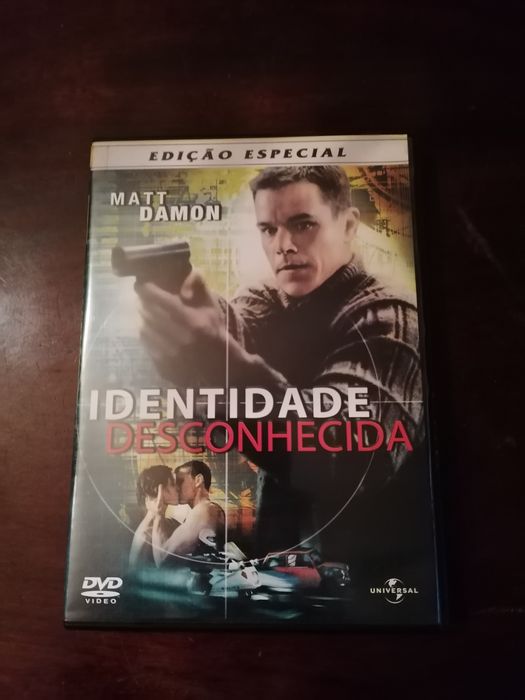 EDIÇÃO ESPECIAL
MATT
DAMON
IDENTIDADE
DESCONHECIDA
DVD
VIDEO
UNIVERSAL